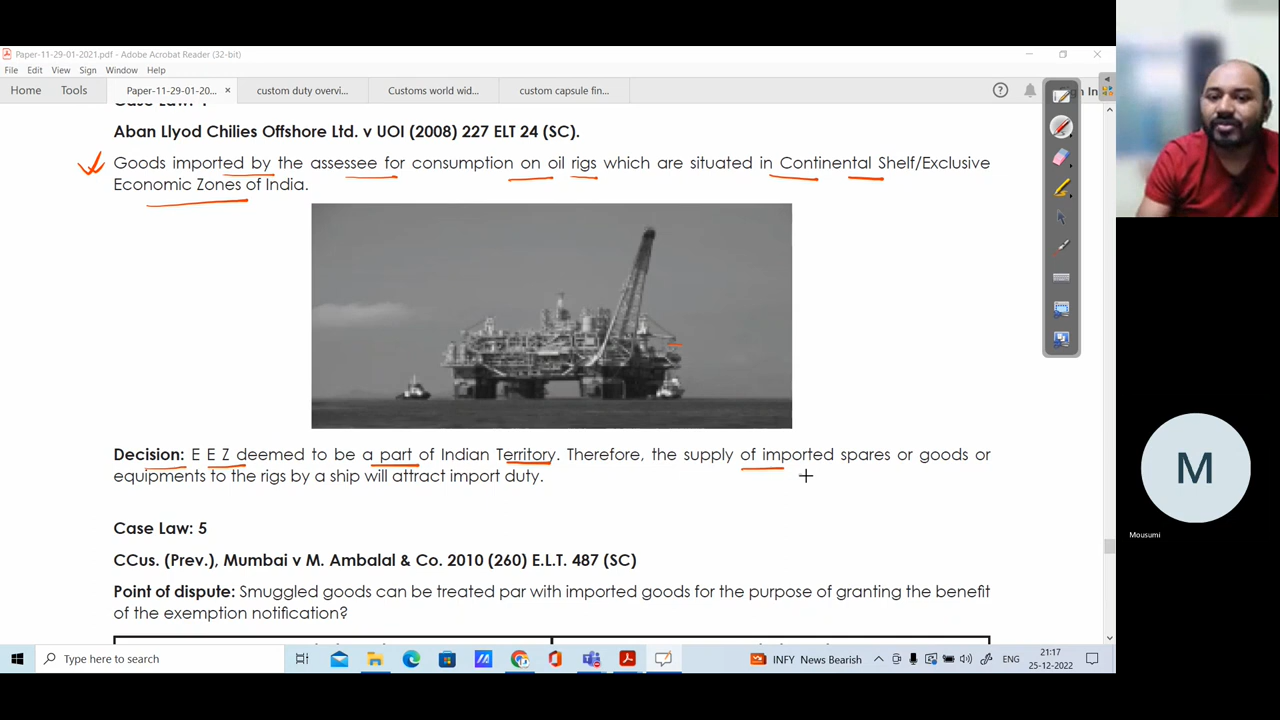 Paper-11-29-01-2021.pdf - Adobe Acrobat Reader (32-bit)
File Edit View Sign Window Help
Home Tools Paper-11-29-01-20... × custom duty overvi... Customs world wid... custom capsule fin... Sign In
Case Law: 4
Aban Llyod Chilies Offshore Ltd. v UOI (2008) 227 ELT 24 (SC).
Goods imported by the assessee for consumption on oil rigs which are situated in Continental Shelf/Exclusive
Economic Zones of India.
Decision: E E Z deemed to be a part of Indian Territory. Therefore, the supply of imported spares or goods or
equipments to the rigs by a ship will attract import duty.
Case Law: 5
CCus. (Prev.), Mumbai v M. Ambalal & Co. 2010 (260) E.L.T. 487 (SC)
Point of dispute: Smuggled goods can be treated par with imported goods for the purpose of granting the benefit
of the exemption notification?
M
Mousumi
Type here to search
INFY News Bearish
ENG
21:17
25-12-2022